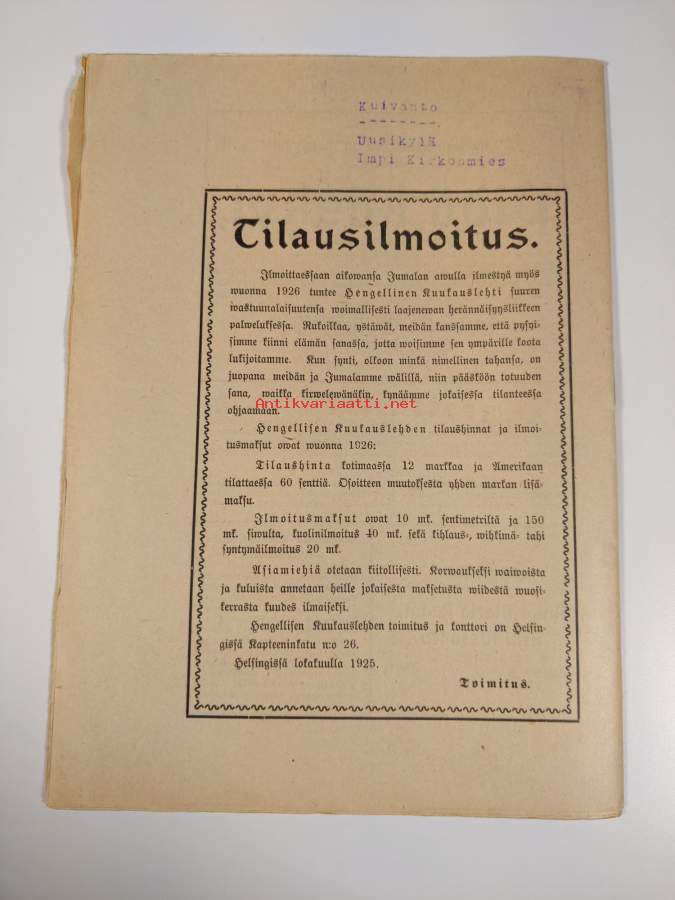 Kuivanto
--------
Uusikylä
Impi Kirkonmies
Tilausilmoitus.
Ilmoittaessaan aikowansa Jumalan awulla ilmestyä myös
wuonna 1926 tuntee Hengellinen Kuukauslehti suuren
wastuunalaisuutensa woimallisesti laajenewan herännäisyysliikkeen
palweluksessa. Rukoilkaa, ystäwät, meidän kanssamme, että pysyi-
simme kiinni elämän sanassa, jotta woisimme sen ympärille koota
lukijoitamme. Kun synti, olkoon minkä nimellinen tahansa, on
juopana meidän ja Jumalamme wälillä, niin pääsköön totuuden
sana, waikka kirwelewänäkin, kynäämme jokaisessa tilanteessa
Antikvariaatti.net
ohjaamaan.
Hengellisen Kuukauslehden tilaushinnat ja ilmoi-
tusmaksut owat wuonna 1926:
Tilaushinta kotimaassa 12 markkaa ja Amerikaan
tilattaessa 60 senttiä. Osoitteen muutoksesta yhden markan lisä-
maksu.
Ilmoitusmaksut owat 10 mk. sentimetriltä ja 150
mk. siwulta, kuolinilmoitus 40 mk. sekä kihlaus-, wihkimä- tahi
syntymäilmoitus 20 mk.
Asiamiehiä otetaan kiitollisesti. Korwaukseksi waiwoista
ja kuluista annetaan heille jokaisesta maksetusta wiidestä wuosi-
kerrasta kuudes ilmaiseksi.
Hengellisen Kuukauslehden toimitus ja konttori on Helsin-
gissä Kapteeninkatu n:o 26.
Helsingissä lokakuulla 1925.
Toimitus.